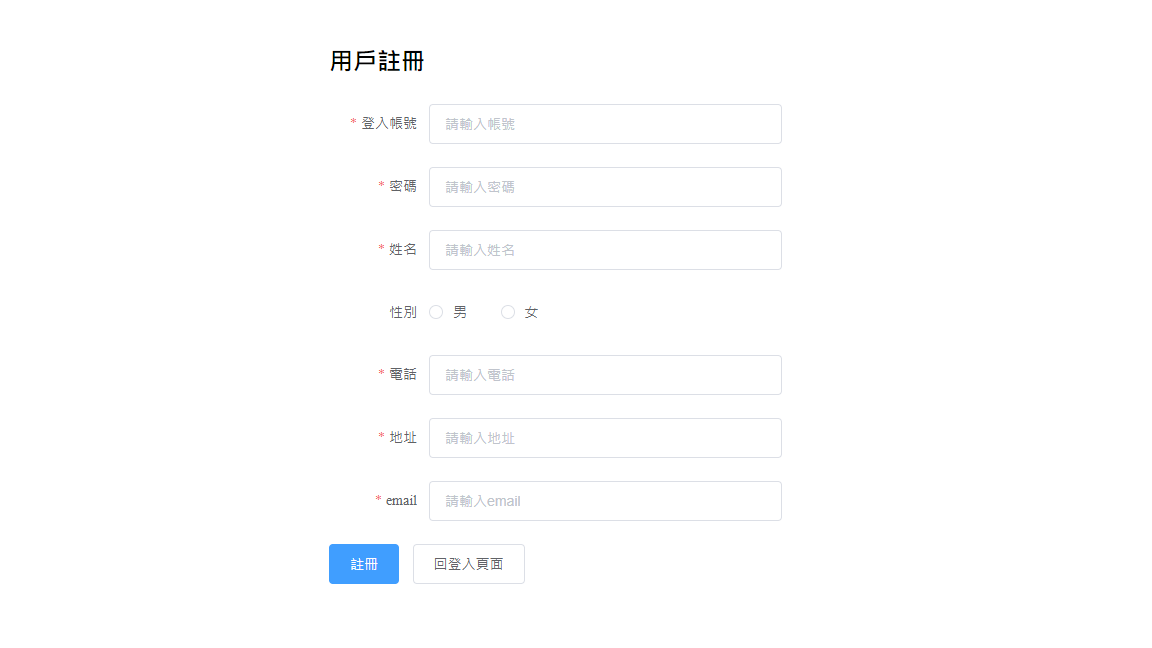 用戶註冊
* 登入帳號 請輸入帳號
* 密碼 請輸入密碼
* 姓名 請輸入姓名
性別 男 女
* 電話 請輸入電話
* 地址 請輸入地址
* email 請輸入email
註冊 回登入頁面